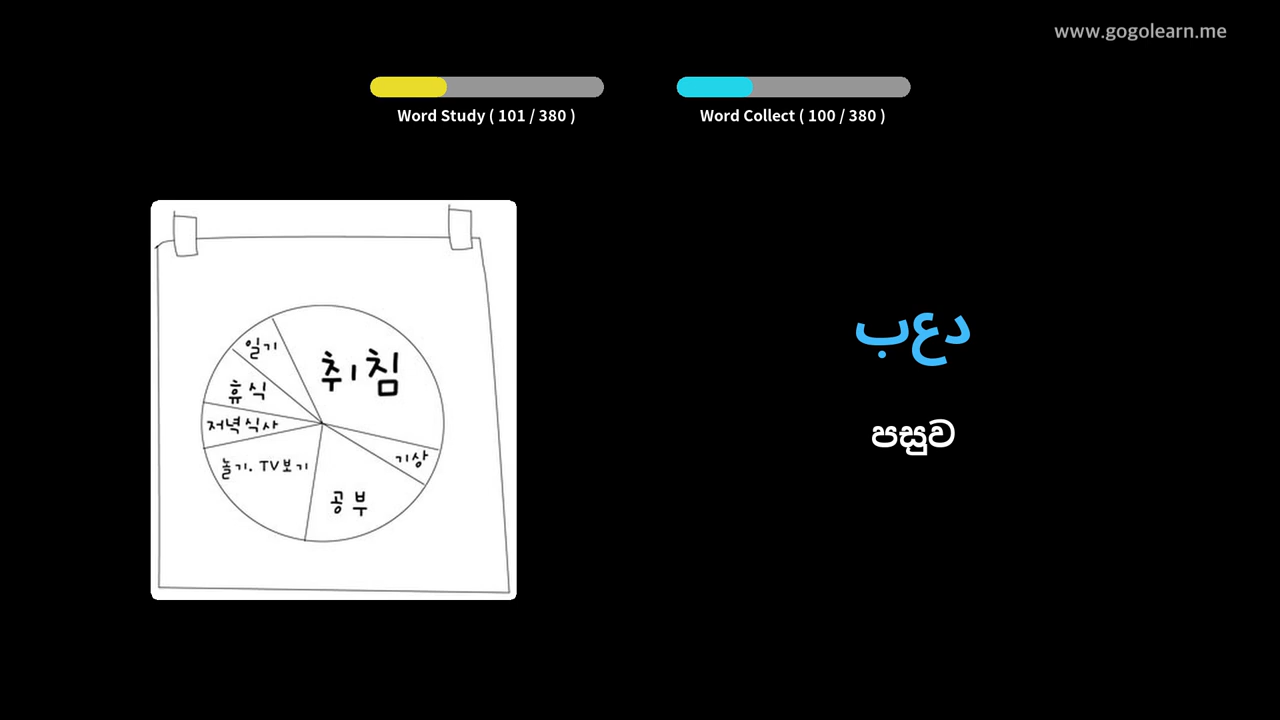 www.gogolearn.me
Word Study ( 101 / 380 )
Word Collect ( 100 / 380 )
일기
취침
휴식
저녁식사
놀기. TV보기
기상
공부
دعب
පසුව